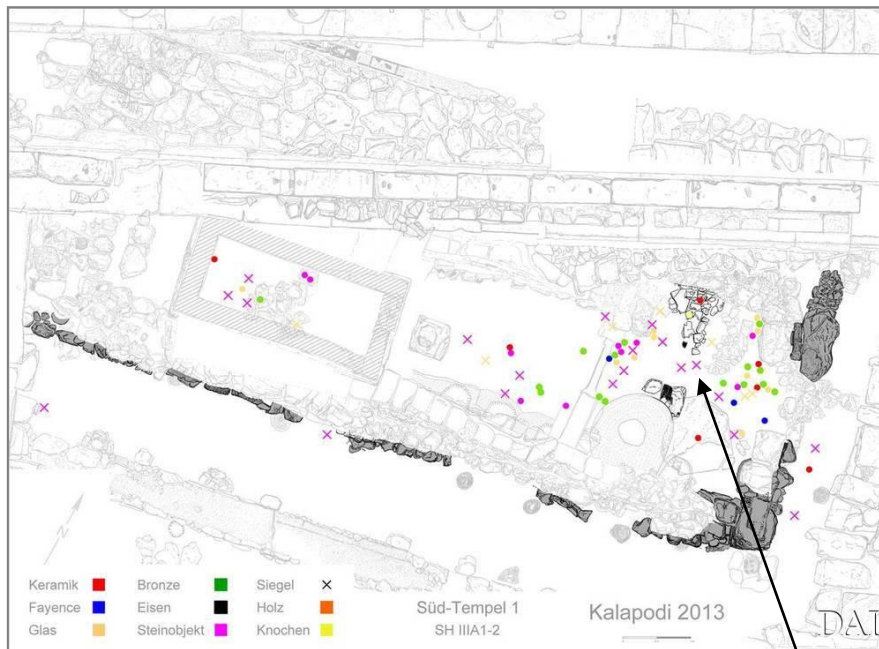 N
Keramik Bronze Siegel
Fayence Eisen Holz
Glas Steinobjekt Knochen
Süd-Tempel 1
SH IIIA1-2
Kalapodi 2013
DAI